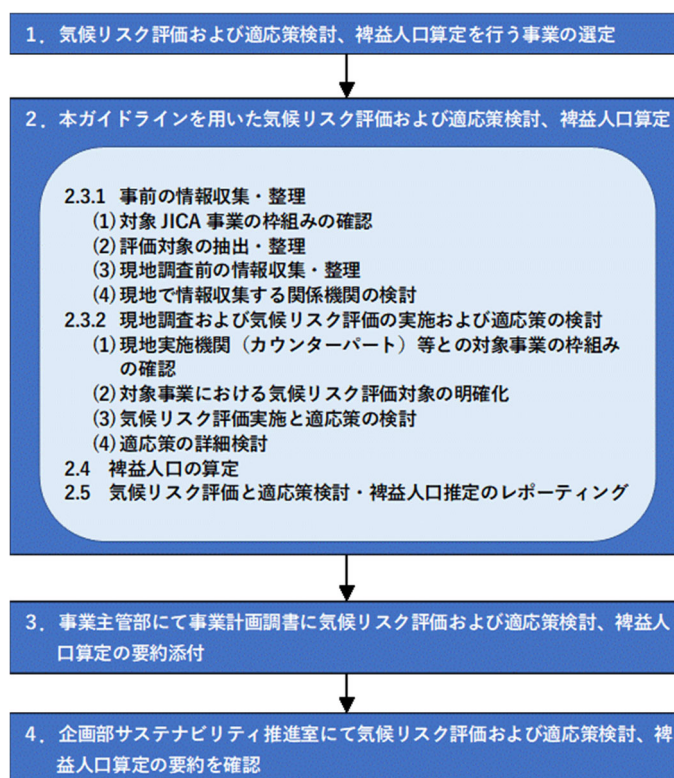 1. 気候リスク評価および適応策検討、裨益人口算定を行う事業の選定
2. 本ガイドラインを用いた気候リスク評価および適応策検討、裨益人口算定
2.3.1 事前の情報収集・整理
(1)対象 JICA 事業の枠組みの確認
(2)評価対象の抽出・整理
(3)現地調査前の情報収集・整理
(4)現地で情報収集する関係機関の検討
2.3.2 現地調査および気候リスク評価の実施および適応策の検討
(1)現地実施機関（カウンターパート）等との対象事業の枠組み
の確認
(2)対象事業における気候リスク評価対象の明確化
(3)気候リスク評価実施と適応策の検討
(4)適応策の詳細検討
2.4 裨益人口の算定
2.5 気候リスク評価と適応策検討・裨益人口推定のレポーティング
3. 事業主管部にて事業計画調書に気候リスク評価および適応策検討、裨益人
口算定の要約添付
4. 企画部サステナビリティ推進室にて気候リスク評価および適応策検討、裨
益人口算定の要約を確認